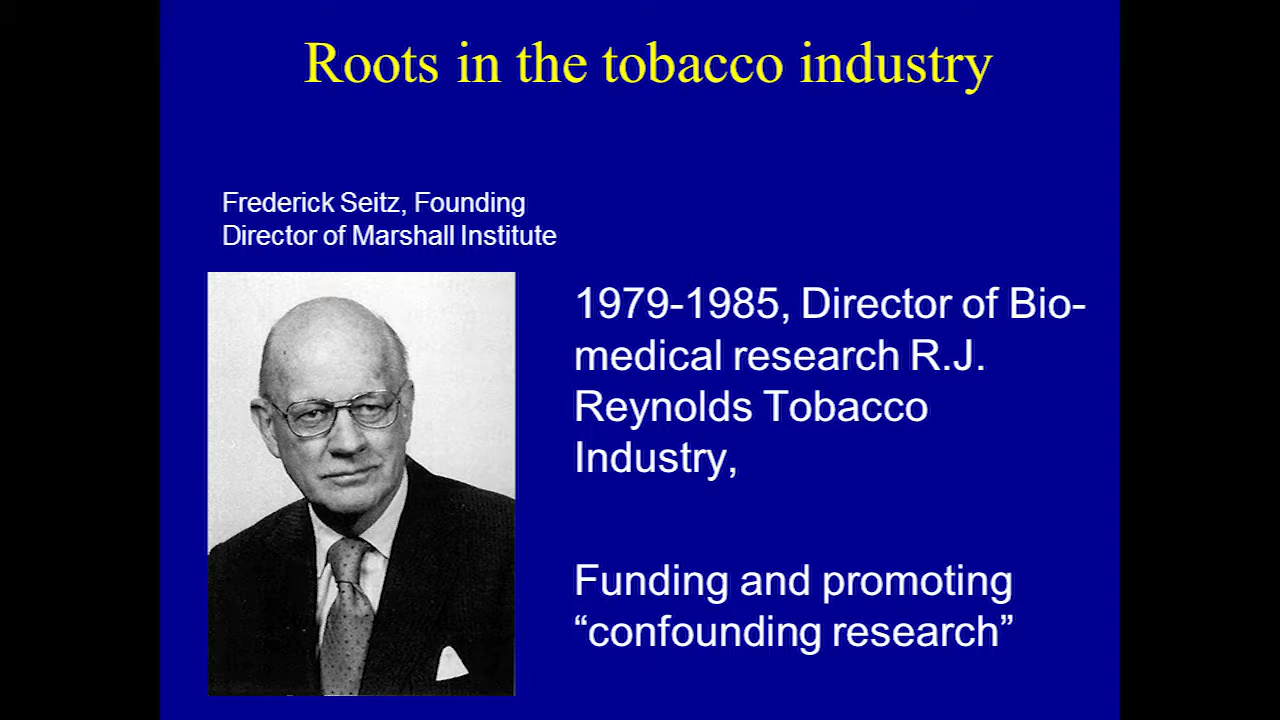 Roots in the tobacco industry
Frederick Seitz, Founding
Director of Marshall Institute
1979-1985, Director of Bio-
medical research R.J.
Reynolds Tobacco
Industry,
Funding and promoting
“confounding research”